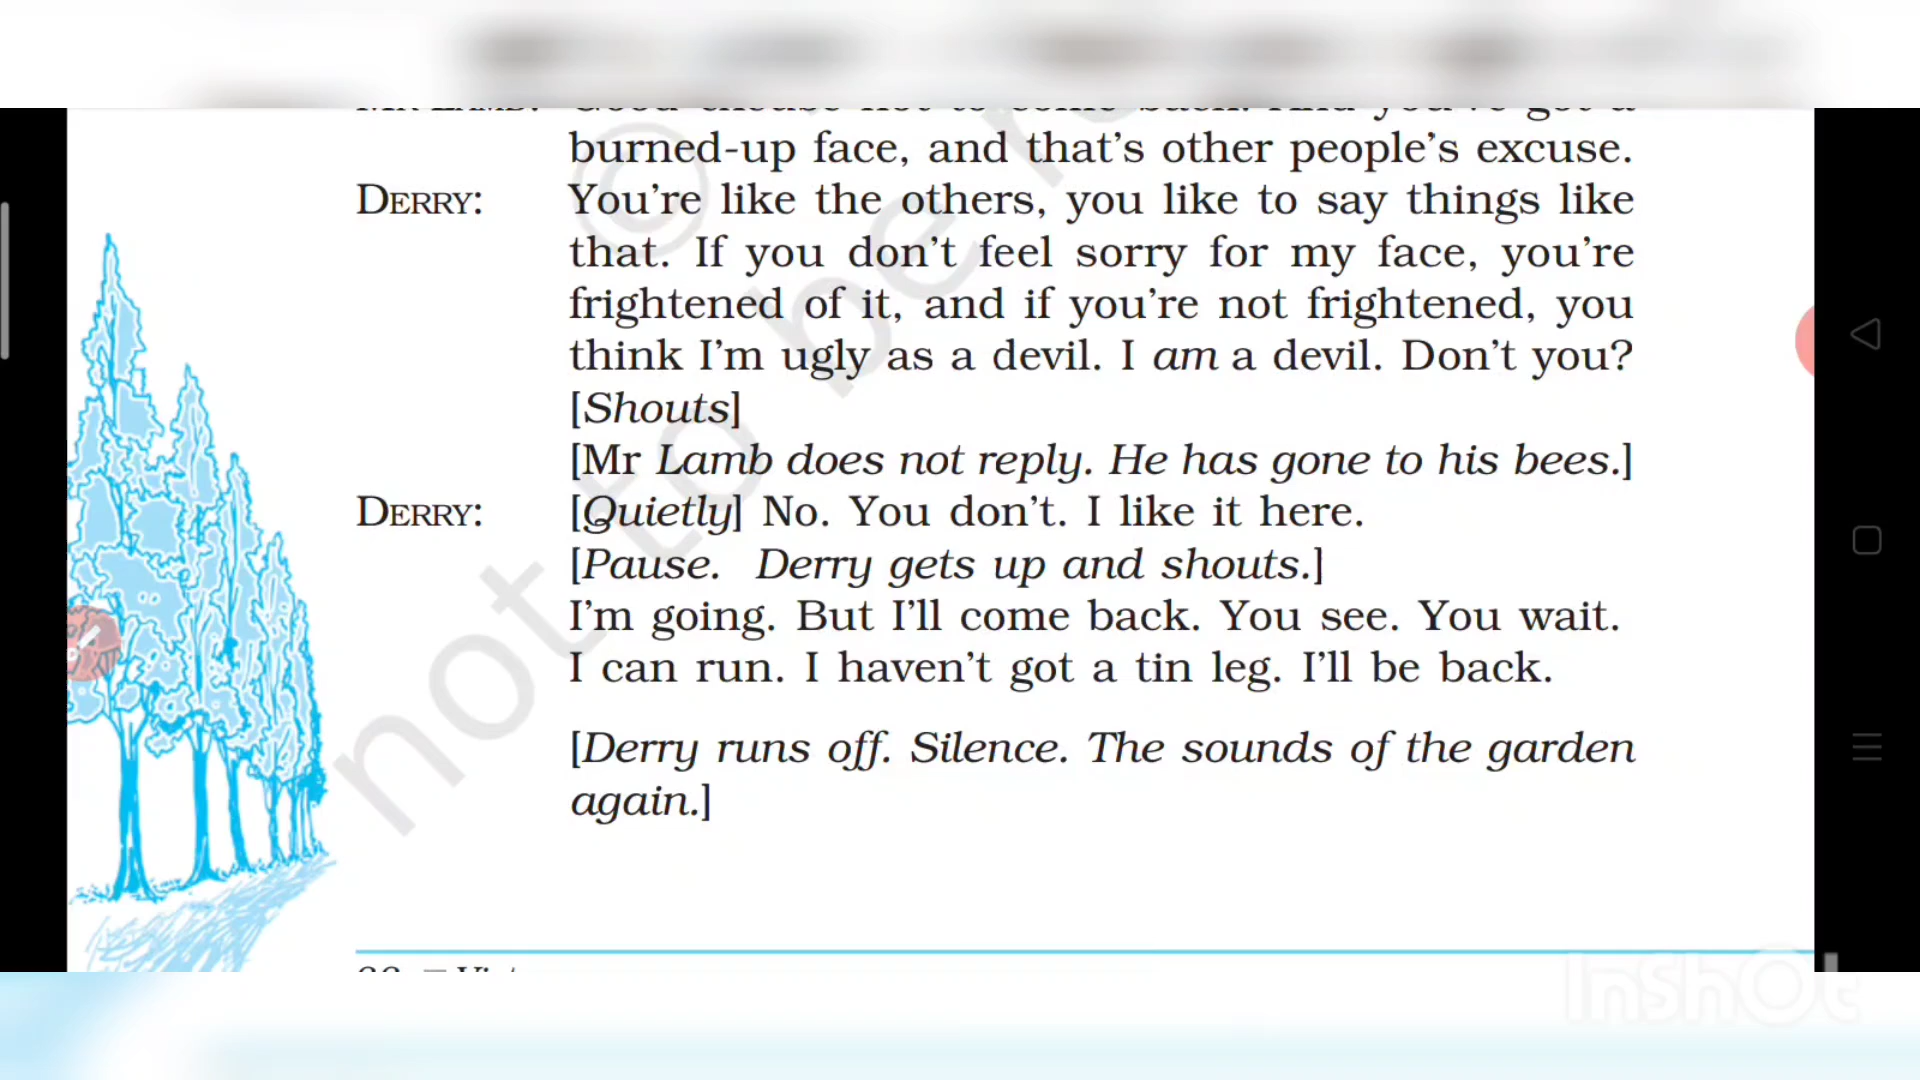 burned-up face, and that's other people's excuse.
DERRY: You're like the others, you like to say things like
that. If you don't feel sorry for my face, you're
frightened of it, and if you're not frightened, you
think I'm ugly as a devil. I am a devil. Don't you?
[Shouts]
[Mr Lamb does not reply. He has gone to his bees.]
DERRY: [Quietly] No. You don't. I like it here.
[Pause. Derry gets up and shouts.]
I'm going. But I'll come back. You see. You wait.
I can run. I haven't got a tin leg. I'll be back.
[Derry runs off. Silence. The sounds of the garden
again.]
©
not to be
InShOt